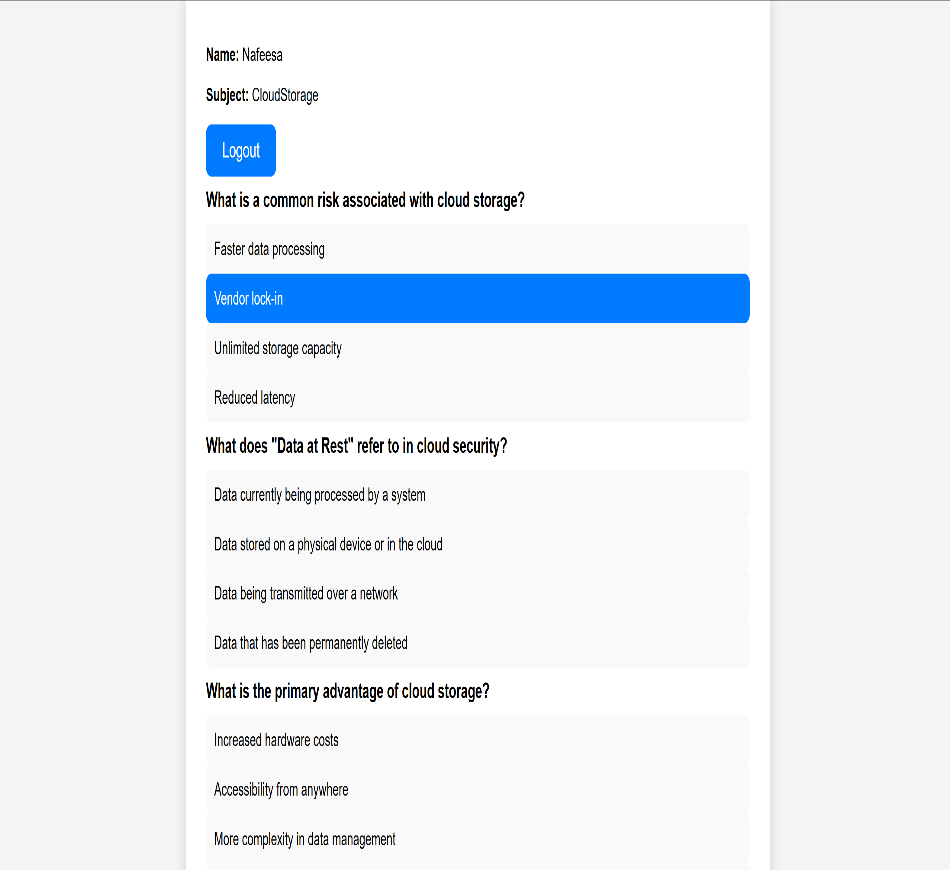 Name: Nafeesa
Subject: CloudStorage
Logout
What is a common risk associated with cloud storage?
Faster data processing
Vendor lock-in
Unlimited storage capacity
Reduced latency
What does "Data at Rest" refer to in cloud security?
Data currently being processed by a system
Data stored on a physical device or in the cloud
Data being transmitted over a network
Data that has been permanently deleted
What is the primary advantage of cloud storage?
Increased hardware costs
Accessibility from anywhere
More complexity in data management